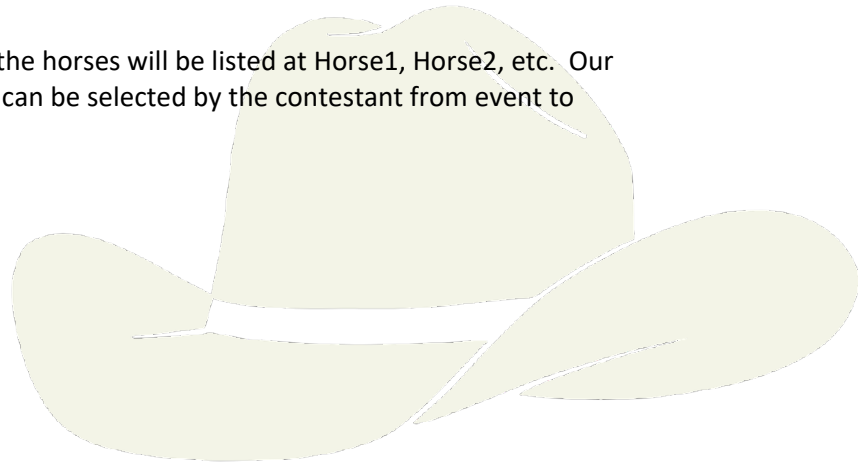 the horses will be listed at Horse1, Horse2, etc.  Our
can be selected by the contestant from event to